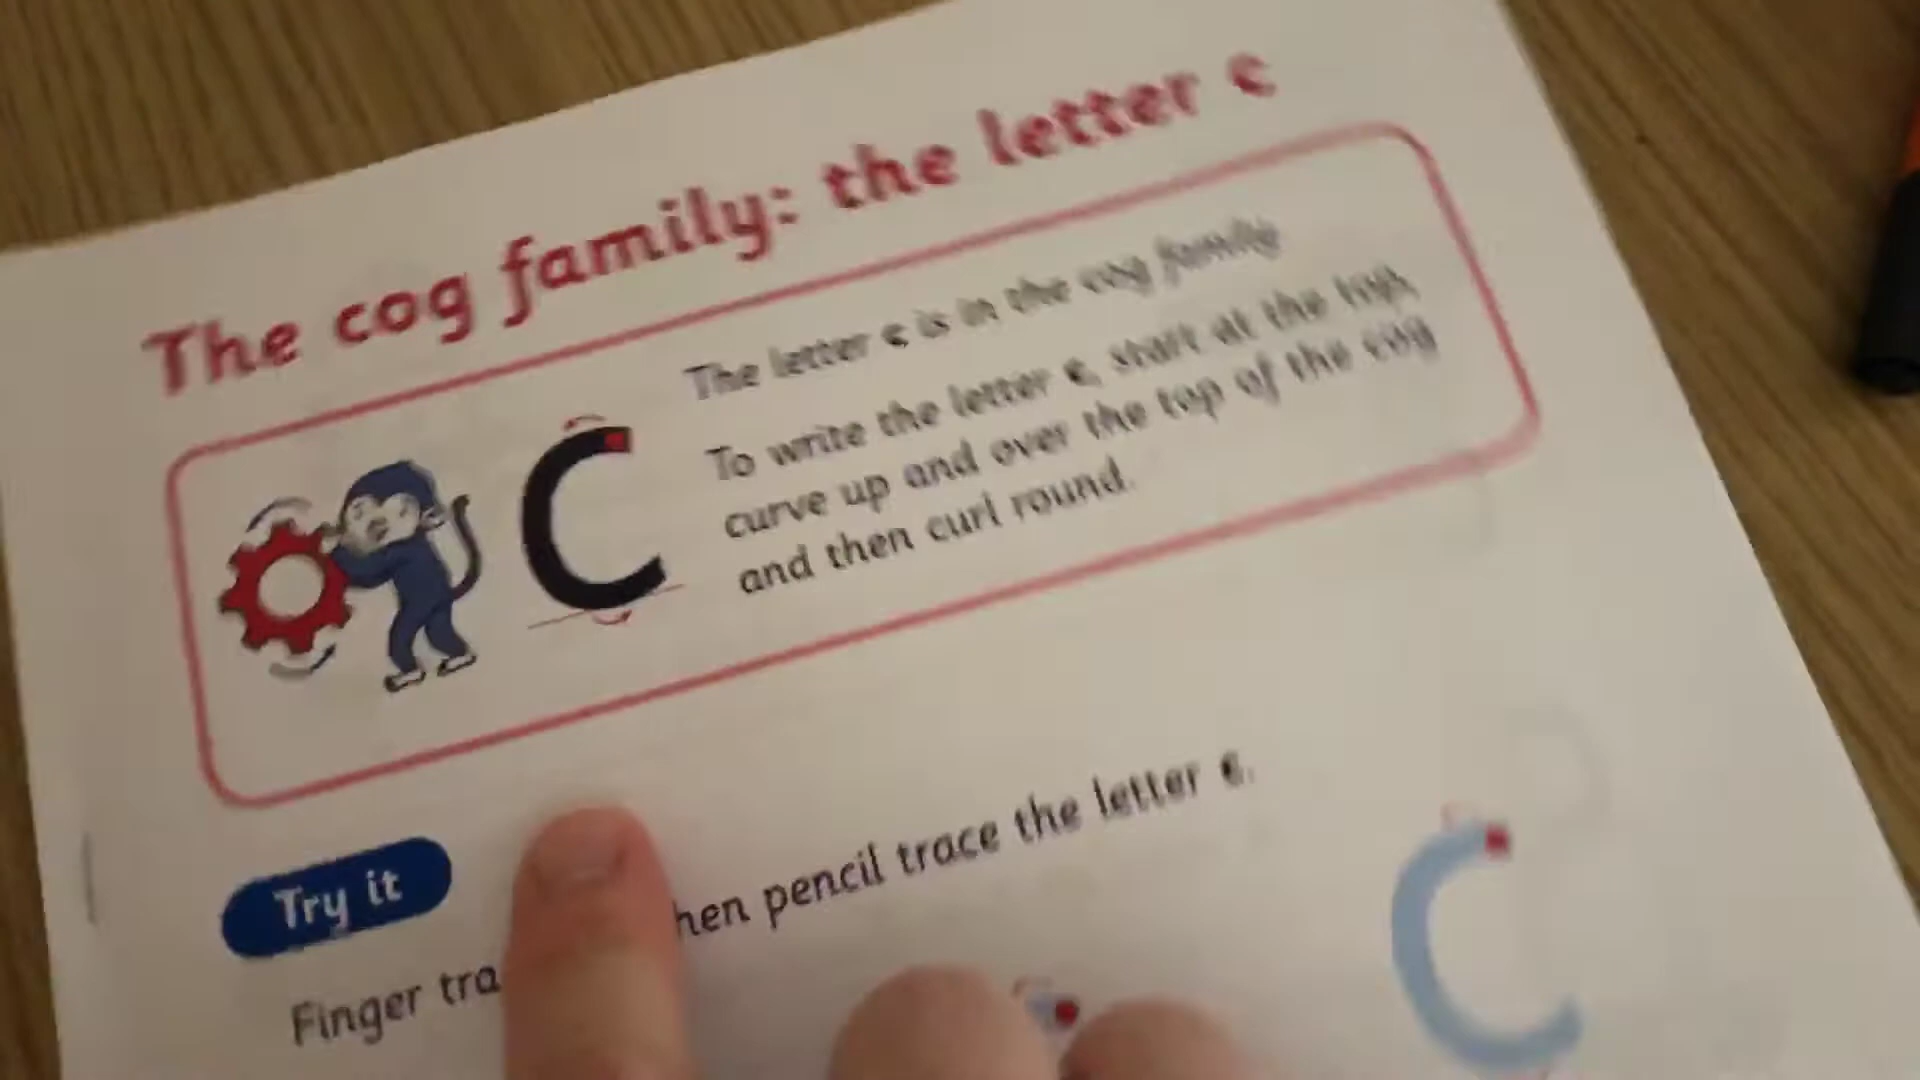 The cog family: the letter c
The letter c is in the cog family.
To write the letter c, start at the top,
curve up and over the top of the cog
and then curl round.
c
Try it
Finger tra hen pencil trace the letter c.
c